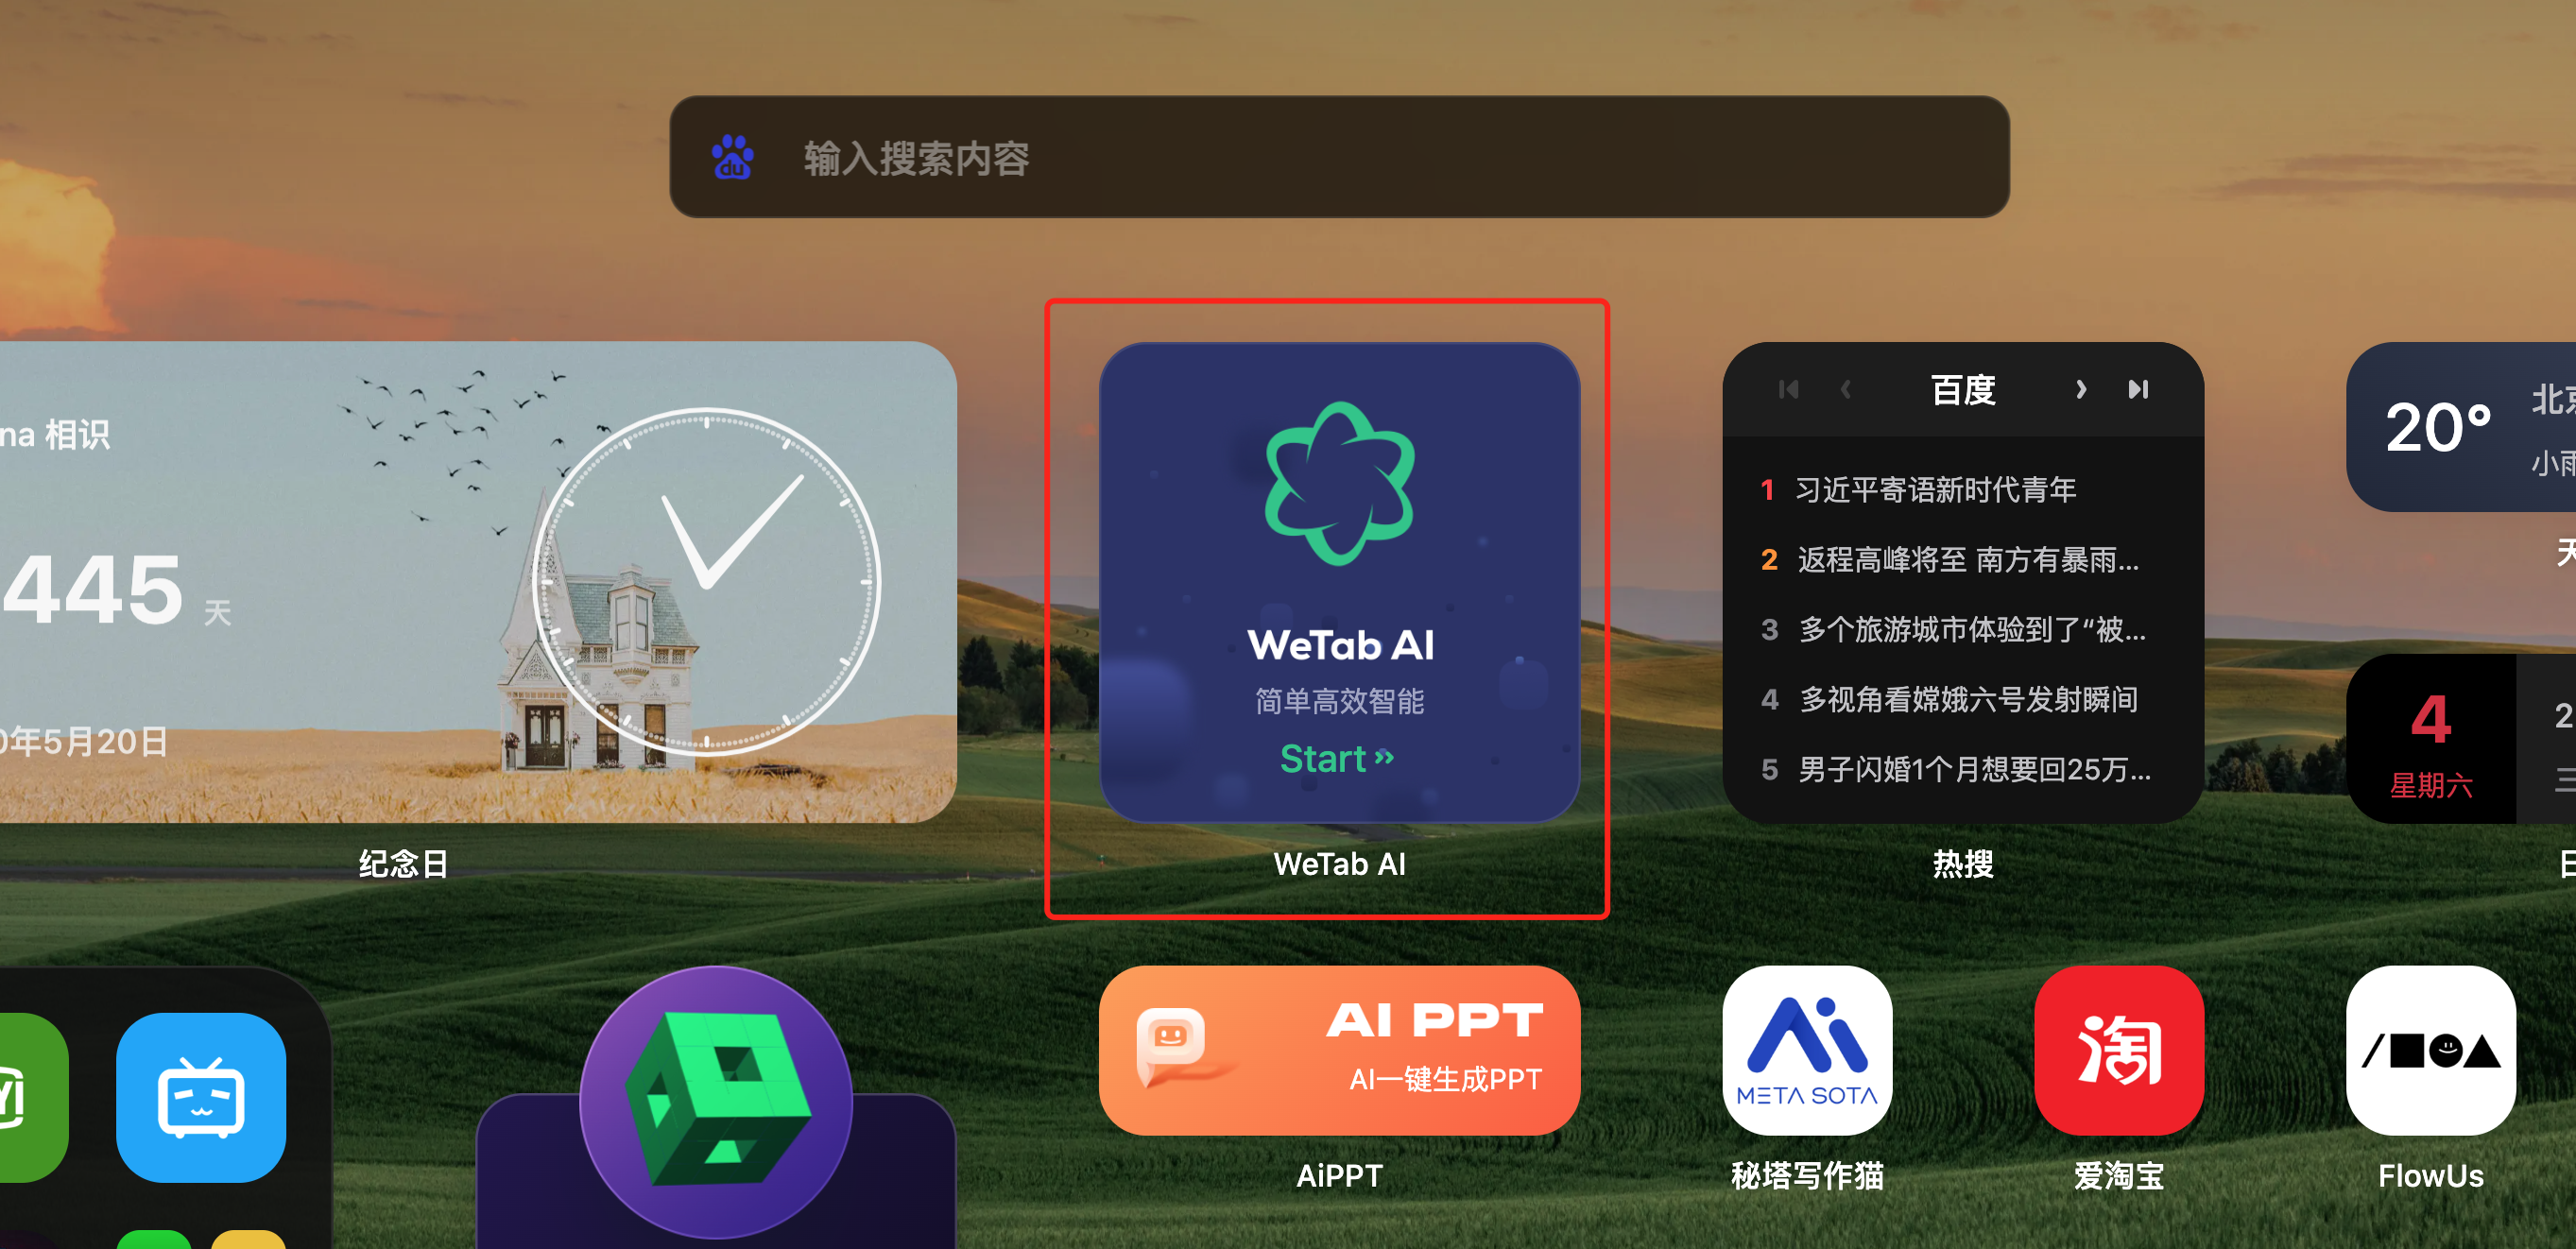 du
输入搜索内容
na 相识
445 天
0年5月20日
纪念日
WeTab AI
简单高效智能
Start
WeTab AI
百度
1 习近平寄语新时代青年
2 返程高峰将至 南方有暴雨...
3 多个旅游城市体验到了“被...
4 多视角看嫦娥六号发射瞬间
5 男子闪婚1个月想要回25万...
热搜
20°
小雨
4
星期六
2
AI PPT
AI一键生成PPT
AiPPT
META SOTA
秘塔写作猫
淘
爱淘宝
FlowUs